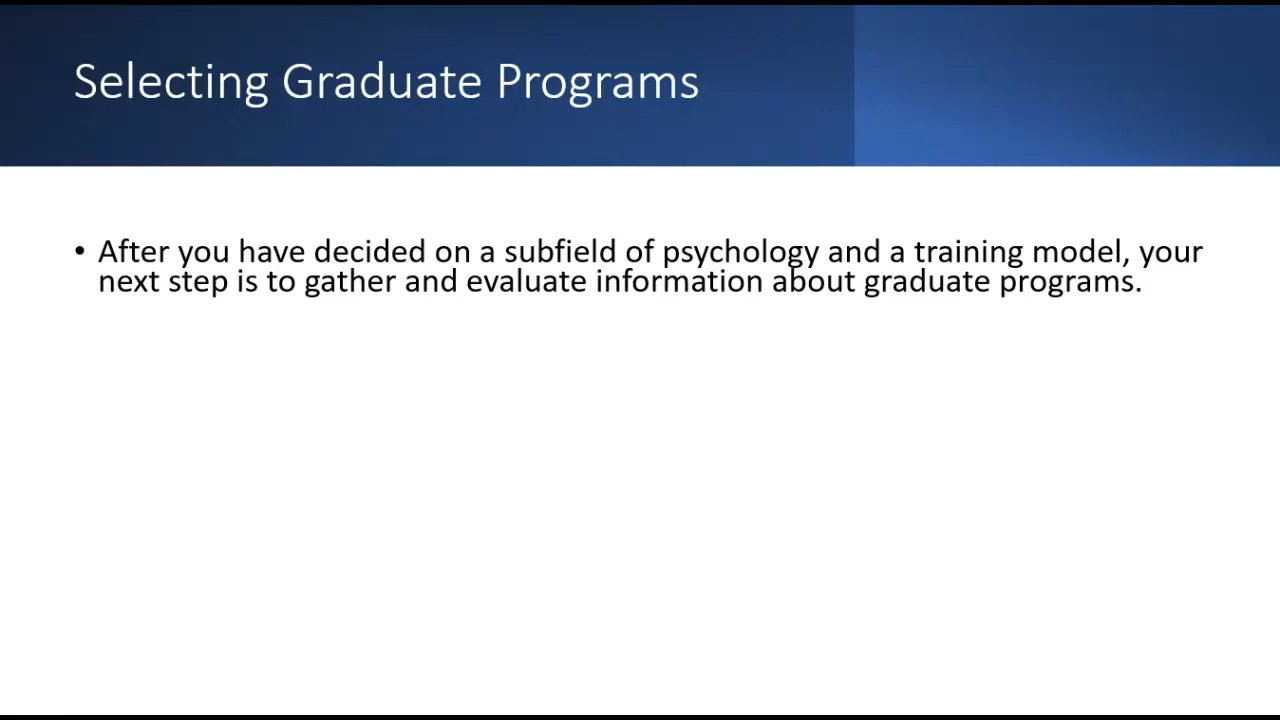 Selecting Graduate Programs
• After you have decided on a subfield of psychology and a training model, your
next step is to gather and evaluate information about graduate programs.